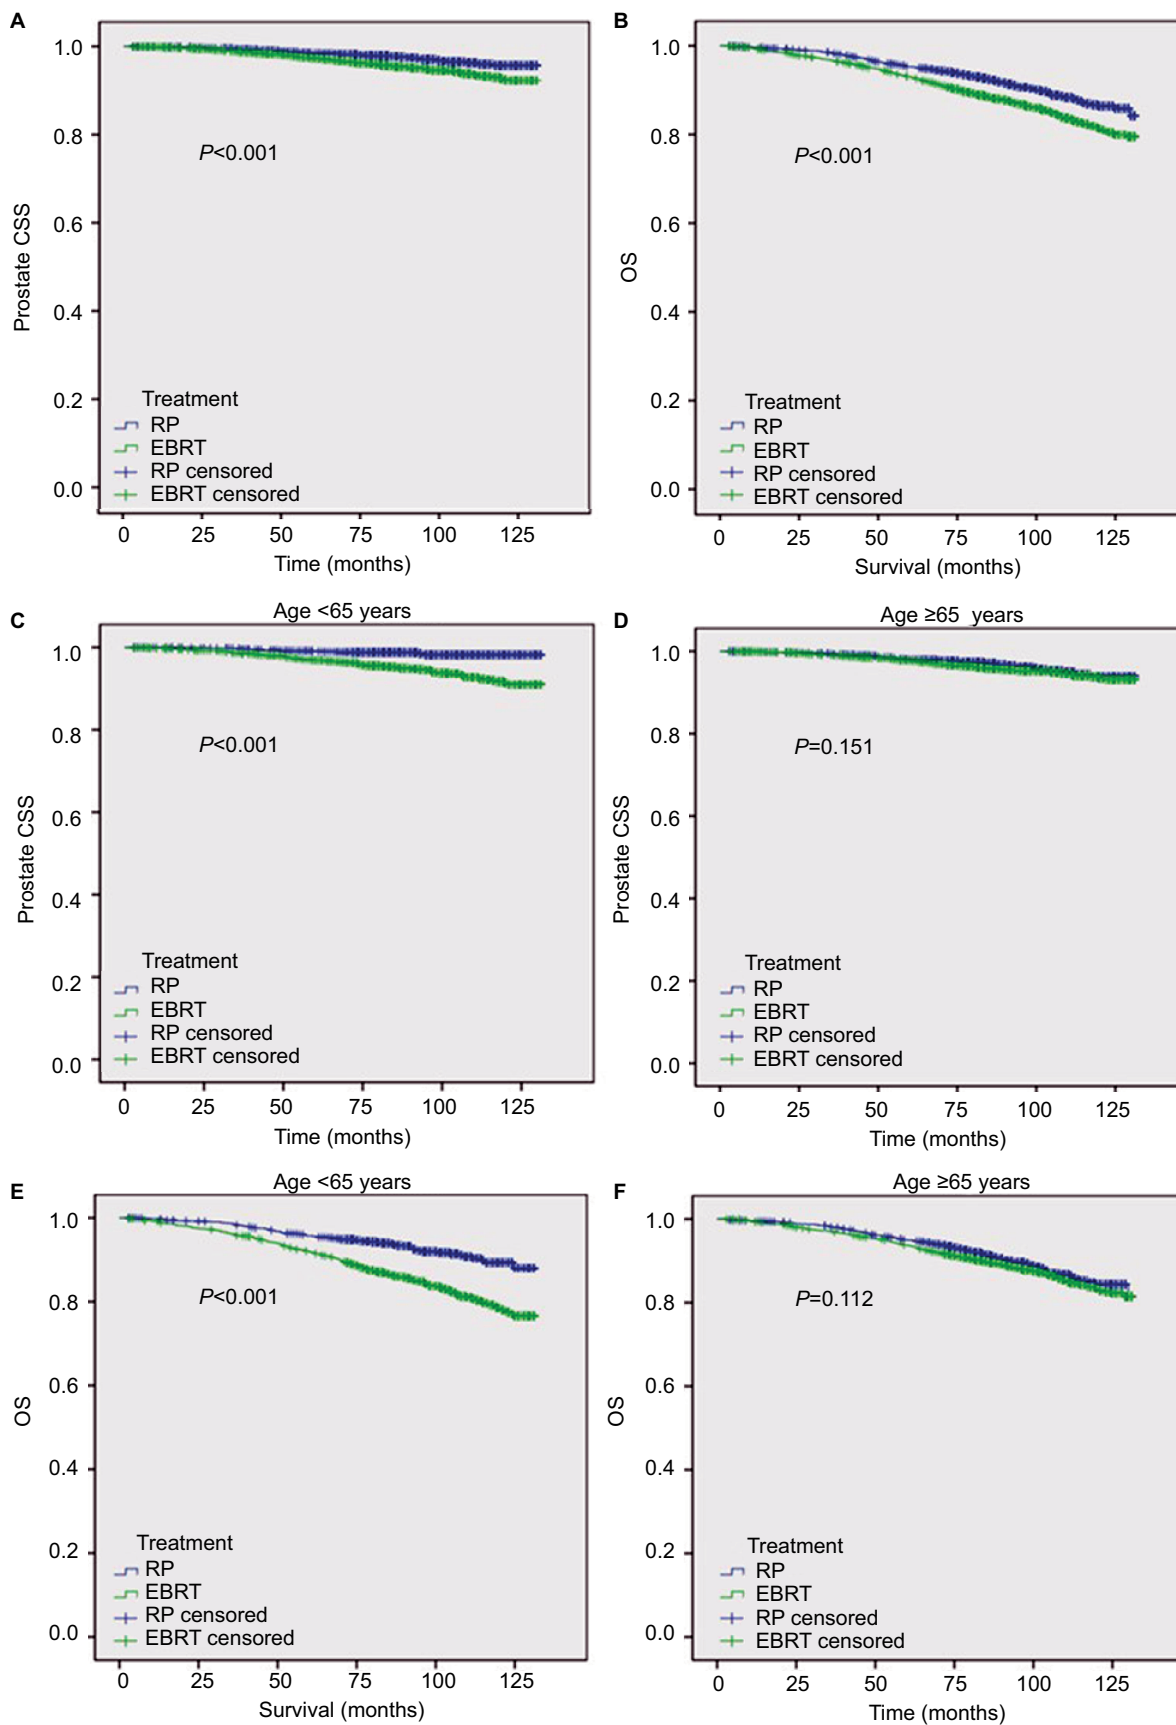 A
1.0
0.8
0.6
0.4
0.2
0.0
Prostate CSS
P<0.001
Treatment
RP
EBRT
RP censored
EBRT censored
0 25 50 75 100 125
Time (months)
B
1.0
0.8
0.6
0.4
0.2
0.0
OS
P<0.001
Treatment
RP
EBRT
RP censored
EBRT censored
0 25 50 75 100 125
Survival (months)
C
Age <65 years
1.0
0.8
0.6
0.4
0.2
0.0
Prostate CSS
P<0.001
Treatment
RP
EBRT
RP censored
EBRT censored
0 25 50 75 100 125
Time (months)
D
Age ≥65 years
1.0
0.8
0.6
0.4
0.2
0.0
Prostate CSS
P=0.151
Treatment
RP
EBRT
RP censored
EBRT censored
0 25 50 75 100 125
Time (months)
E
Age <65 years
1.0
0.8
0.6
0.4
0.2
0.0
OS
P<0.001
Treatment
RP
EBRT
RP censored
EBRT censored
0 25 50 75 100 125
Survival (months)
F
Age ≥65 years
1.0
0.8
0.6
0.4
0.2
0.0
OS
P=0.112
Treatment
RP
EBRT
RP censored
EBRT censored
0 25 50 75 100 125
Time (months)